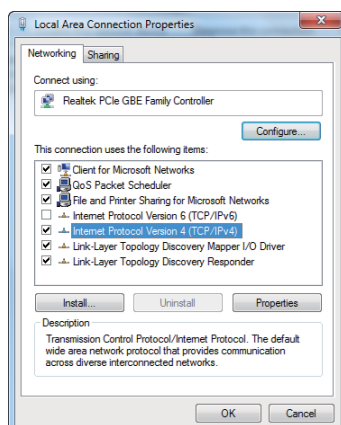 Local Area Connection Properties
Networking
Sharing
Connect using:
Realtek PCIe GBE Family Controller
Configure...
This connection uses the following items:
Client for Microsoft Networks
QoS Packet Scheduler
File and Printer Sharing for Microsoft Networks
Internet Protocol Version 6 (TCP/IPv6)
Internet Protocol Version 4 (TCP/IPv4)
Link-Layer Topology Discovery Mapper I/O Driver
Link-Layer Topology Discovery Responder
Install...
Uninstall
Properties
Description
Transmission Control Protocol/Internet Protocol. The default
wide area network protocol that provides communication
across diverse interconnected networks.
OK
Cancel